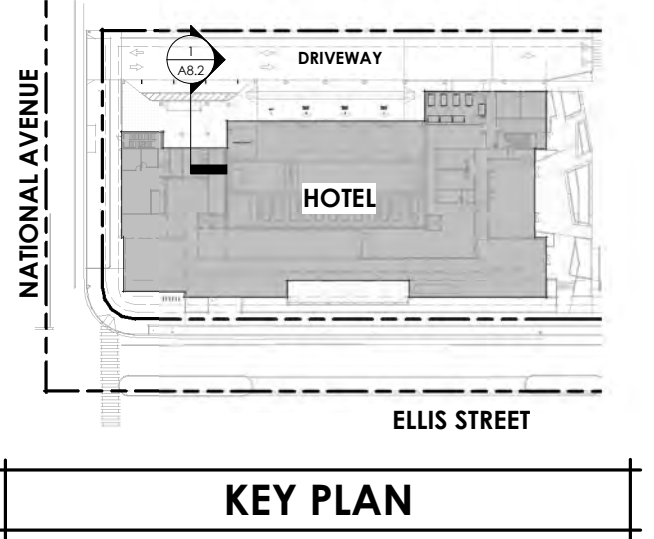 1
A8.2
DRIVEWAY
NATIONAL AVENUE
HOTEL
ELLIS STREET
KEY PLAN